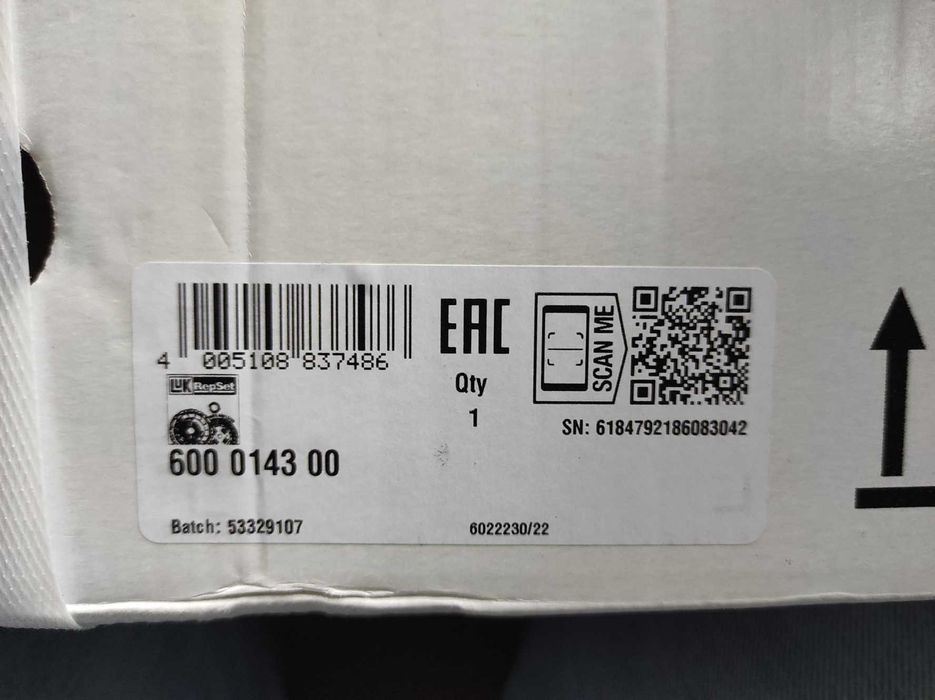 4 005108 837486
LuK RepSet
600 0143 00
Batch: 53329107
EAC
Qty
1
SCAN ME
SN: 6184792186083042
6022230/22